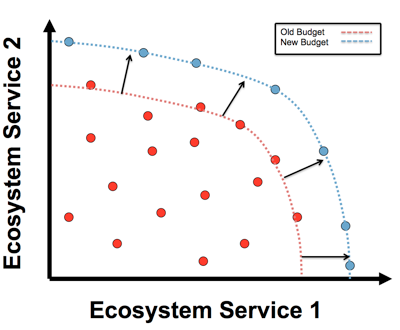 Old Budget
New Budget
Ecosystem Service 2
Ecosystem Service 1